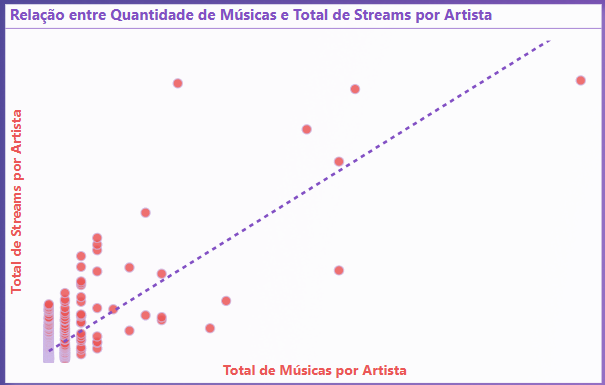 Relação entre Quantidade de Músicas e Total de Streams por Artista
Total de Streams por Artista
Total de Músicas por Artista